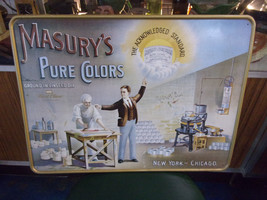 MASURY'S
PURE COLORS
THE ACKNOWLEDGED STANDARD.
NEW YORK — CHICAGO.